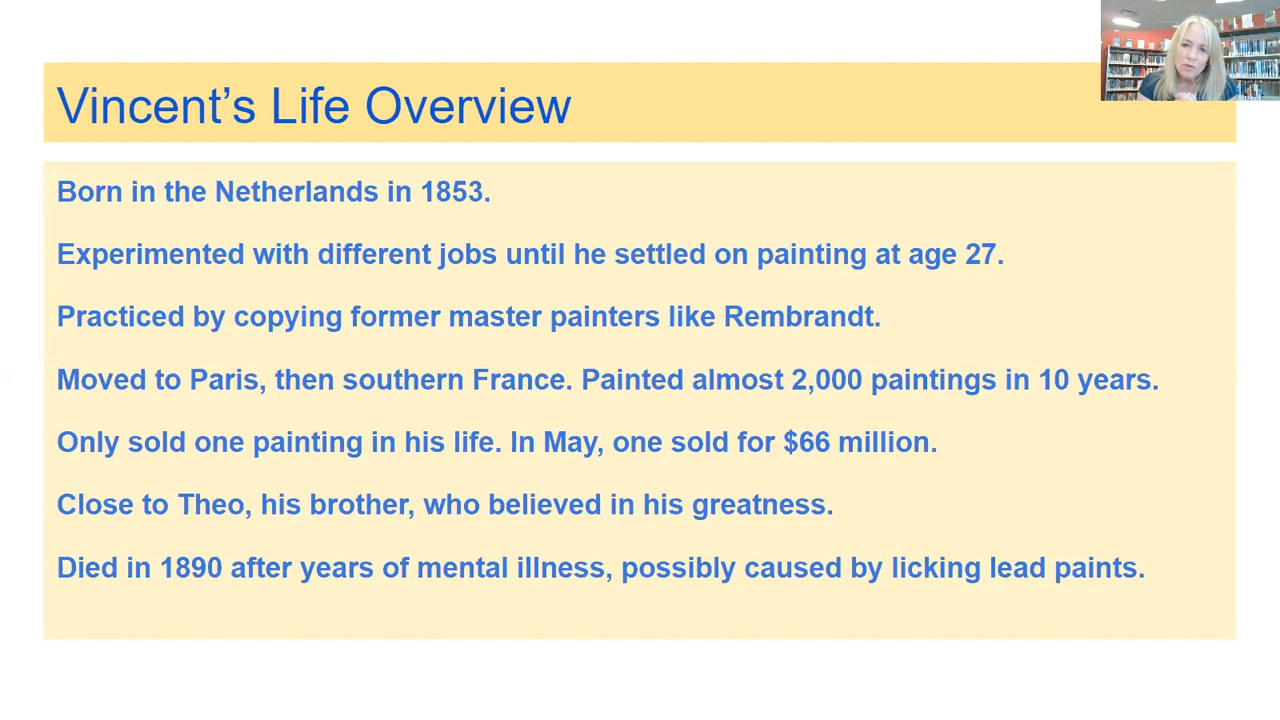 Vincent’s Life Overview
Born in the Netherlands in 1853.
Experimented with different jobs until he settled on painting at age 27.
Practiced by copying former master painters like Rembrandt.
Moved to Paris, then southern France. Painted almost 2,000 paintings in 10 years.
Only sold one painting in his life. In May, one sold for $66 million.
Close to Theo, his brother, who believed in his greatness.
Died in 1890 after years of mental illness, possibly caused by licking lead paints.